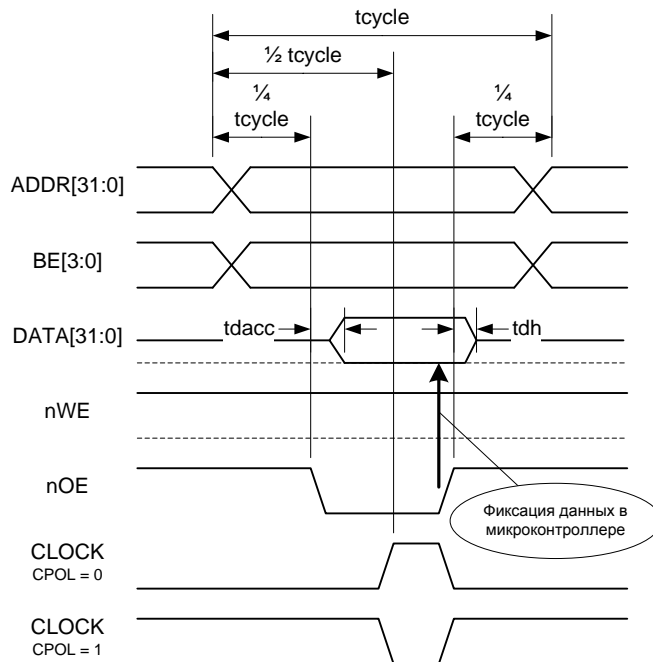 tcycle
½ tcycle
¼
tcycle
¼
tcycle
ADDR[31:0]
BE[3:0]
DATA[31:0]
tdacc
tdh
nWE
nOE
Фиксация данных в
микроконтроллере
CLOCK
CPOL = 0
CLOCK
CPOL = 1